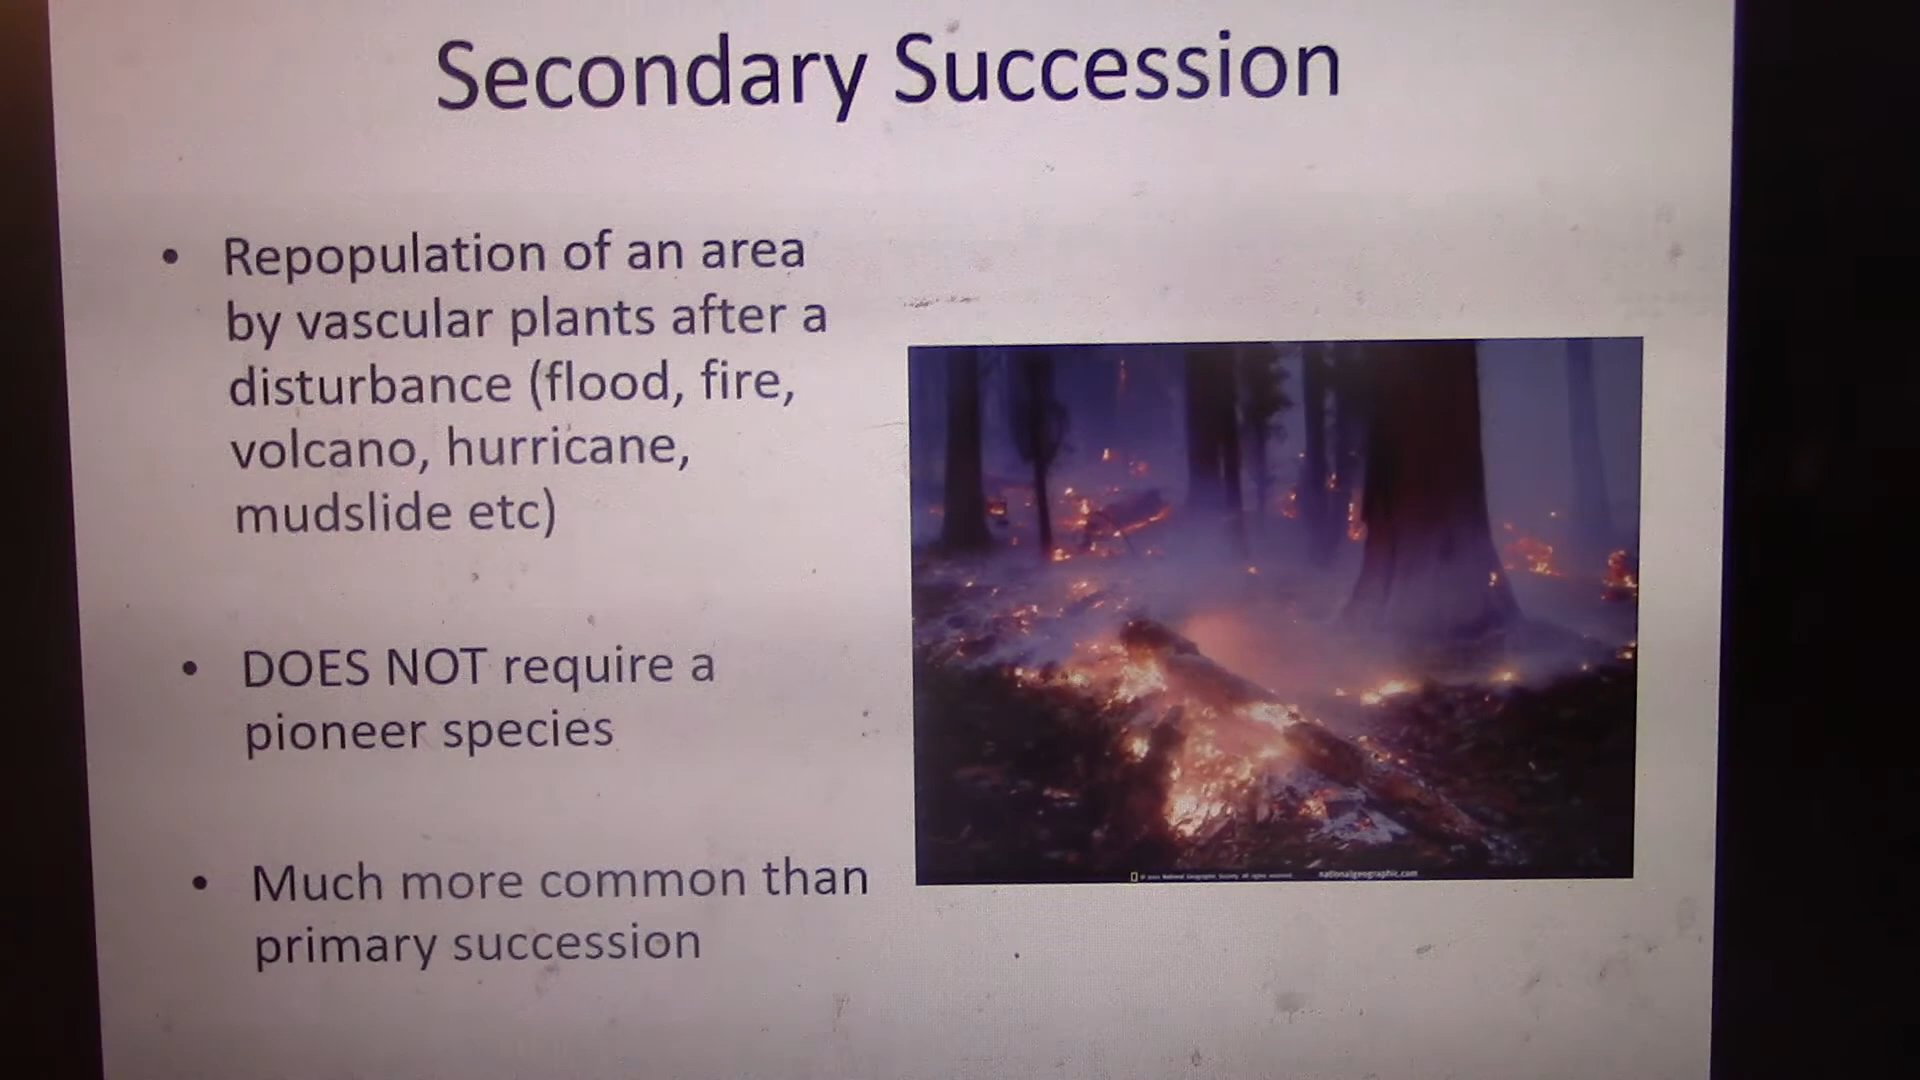 Secondary Succession
• Repopulation of an area
by vascular plants after a
disturbance (flood, fire,
volcano, hurricane,
mudslide etc)
• DOES NOT require a
pioneer species
• Much more common than
primary succession
nationalgeographic.com